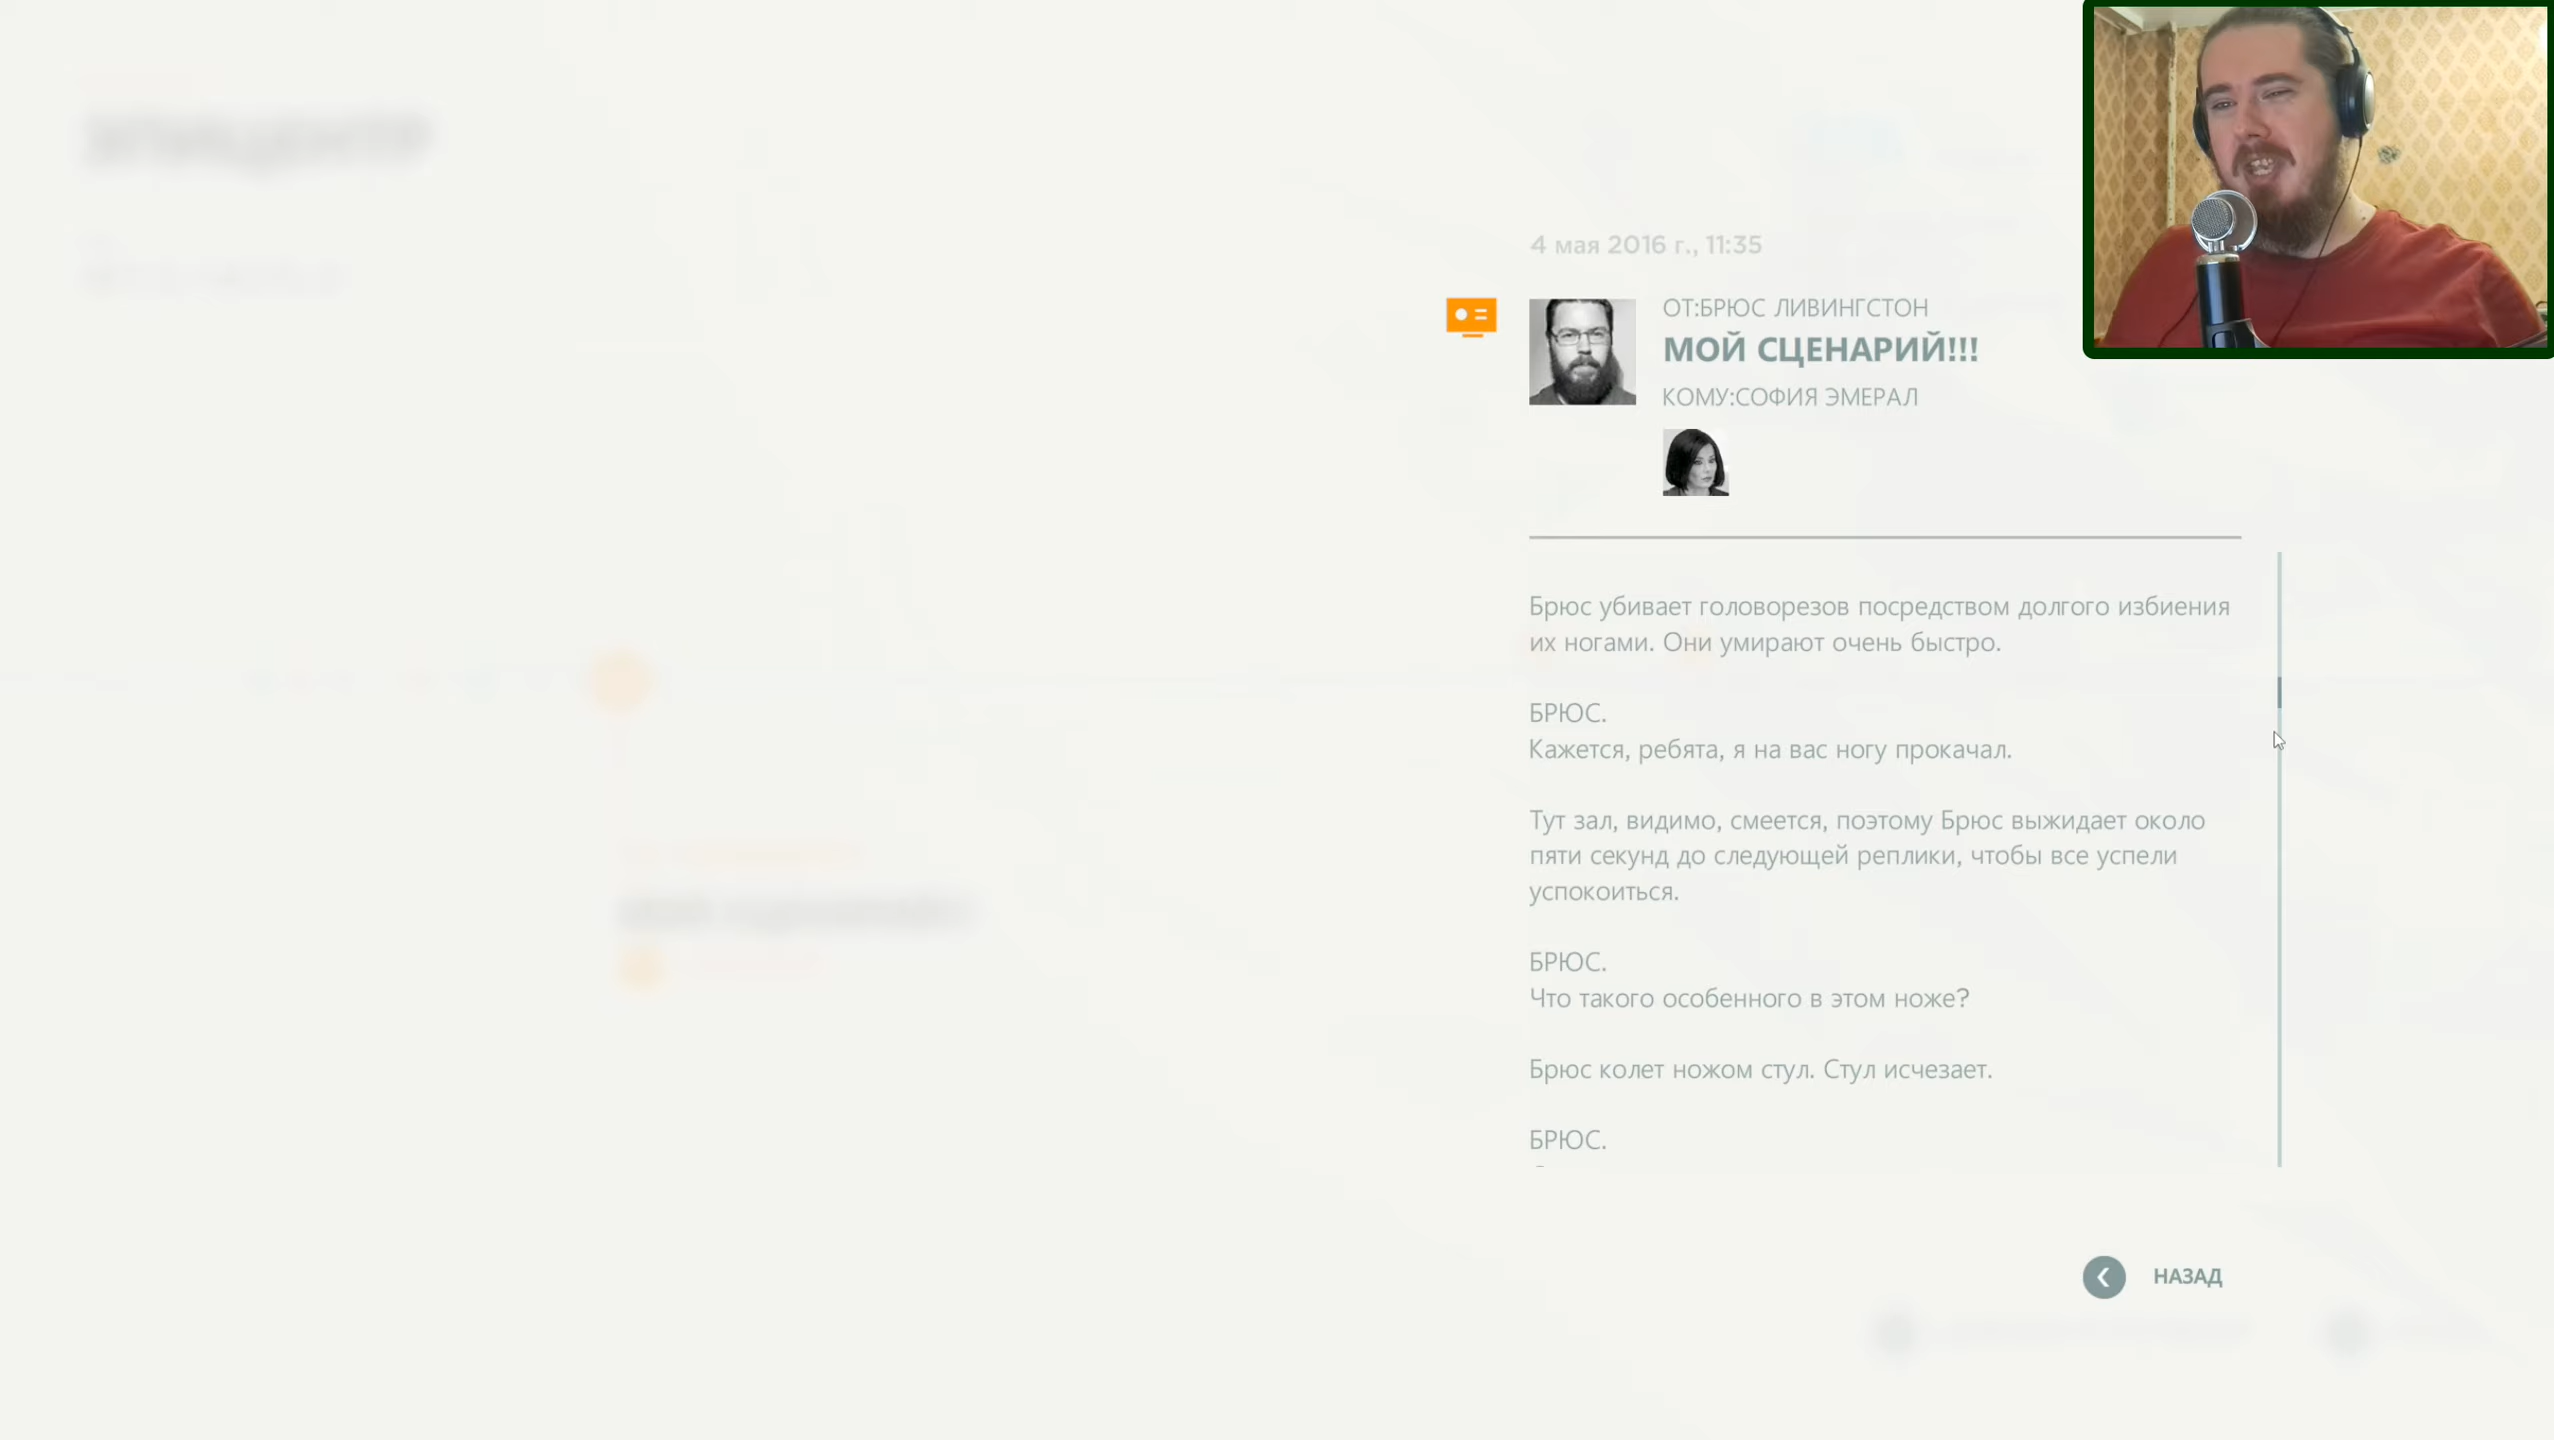 ЭПИЦЕНТР
4 мая 2016 г., 11:35
ОТ:БРЮС ЛИВИНГСТОН
МОЙ СЦЕНАРИЙ!!!
КОМУ:СОФИЯ ЭМЕРАЛ
Брюс убивает головорезов посредством долгого избиения
их ногами. Они умирают очень быстро.
БРЮС.
Кажется, ребята, я на вас ногу прокачал.
Тут зал, видимо, смеется, поэтому Брюс выжидает около
пяти секунд до следующей реплики, чтобы все успели
успокоиться.
БРЮС.
Что такого особенного в этом ноже?
Брюс колет ножом стул. Стул исчезает.
БРЮС.
НАЗАД